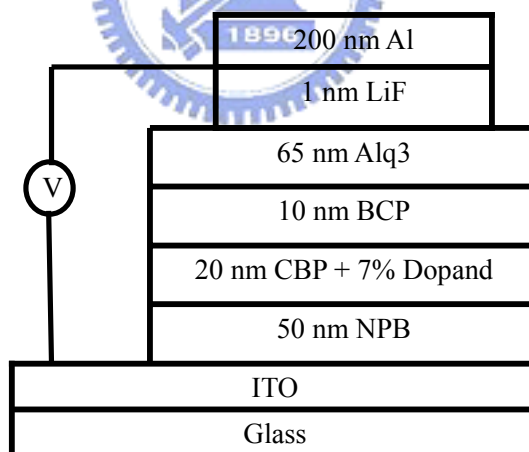 1896
200 nm Al
1 nm LiF
65 nm Alq3
V
10 nm BCP
20 nm CBP + 7% Dopand
50 nm NPB
ITO
Glass